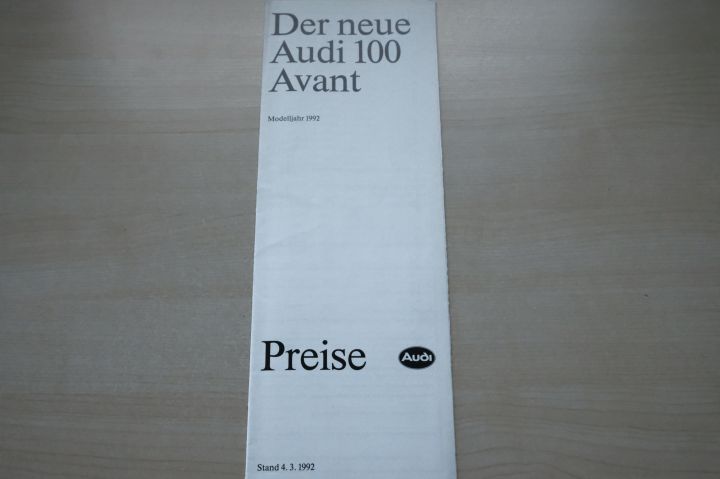 Der neue
Audi 100
Avant
Modelljahr 1992
Preise
Audi
Stand 4. 3. 1992